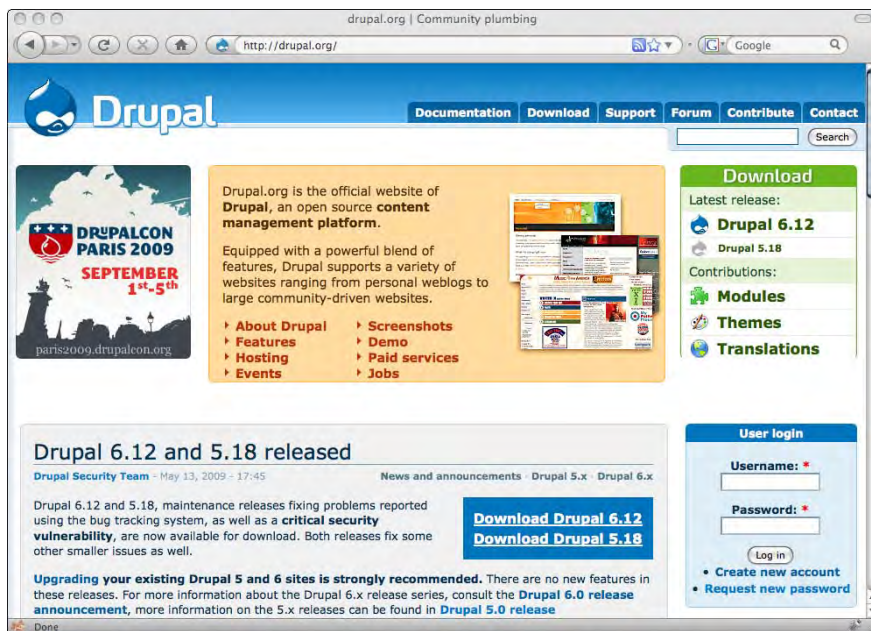 drupal.org | Community plumbing
http://drupal.org/
Google
Drupal
Documentation Download Support Forum Contribute Contact
Search
DRUPALCON
PARIS 2009
SEPTEMBER
1st-5th
paris2009.drupalcon.org
Drupal.org is the official website of
Drupal, an open source content
management platform.
Equipped with a powerful blend of
features, Drupal supports a variety of
websites ranging from personal weblogs to
large community-driven websites.
About Drupal
Features
Hosting
Events
Screenshots
Demo
Paid services
Jobs
Download
Latest release:
Drupal 6.12
Drupal 5.18
Contributions:
Modules
Themes
Translations
Drupal 6.12 and 5.18 released
Drupal Security Team - May 13, 2009 - 17:45
News and announcements · Drupal 5.x · Drupal 6.x
Drupal 6.12 and 5.18, maintenance releases fixing problems reported
using the bug tracking system, as well as a critical security
vulnerability, are now available for download. Both releases fix some
other smaller issues as well.
Download Drupal 6.12
Download Drupal 5.18
Upgrading your existing Drupal 5 and 6 sites is strongly recommended. There are no new features in
these releases. For more information about the Drupal 6.x release series, consult the Drupal 6.0 release
announcement, more information on the 5.x releases can be found in Drupal 5.0 release
User login
Username: *
Password: *
Log in
• Create new account
• Request new password
Done